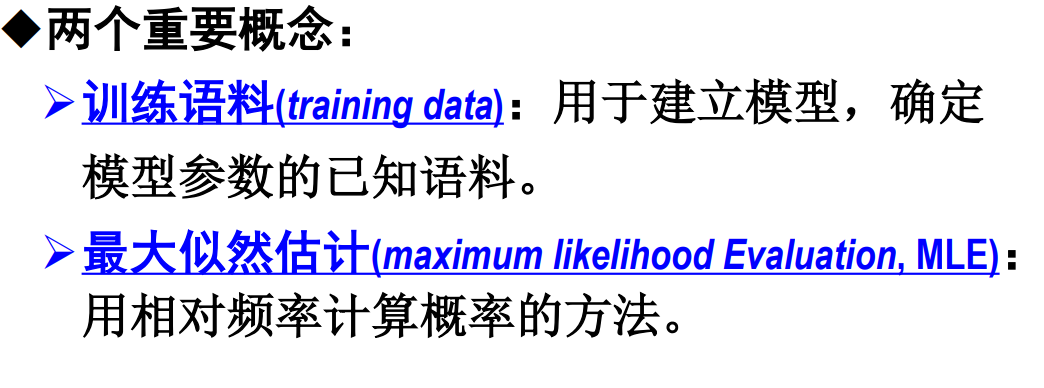 ◆两个重要概念：
➢训练语料(training data)：用于建立模型，确定
模型参数的已知语料。
➢最大似然估计(maximum likelihood Evaluation, MLE)：
用相对频率计算概率的方法。